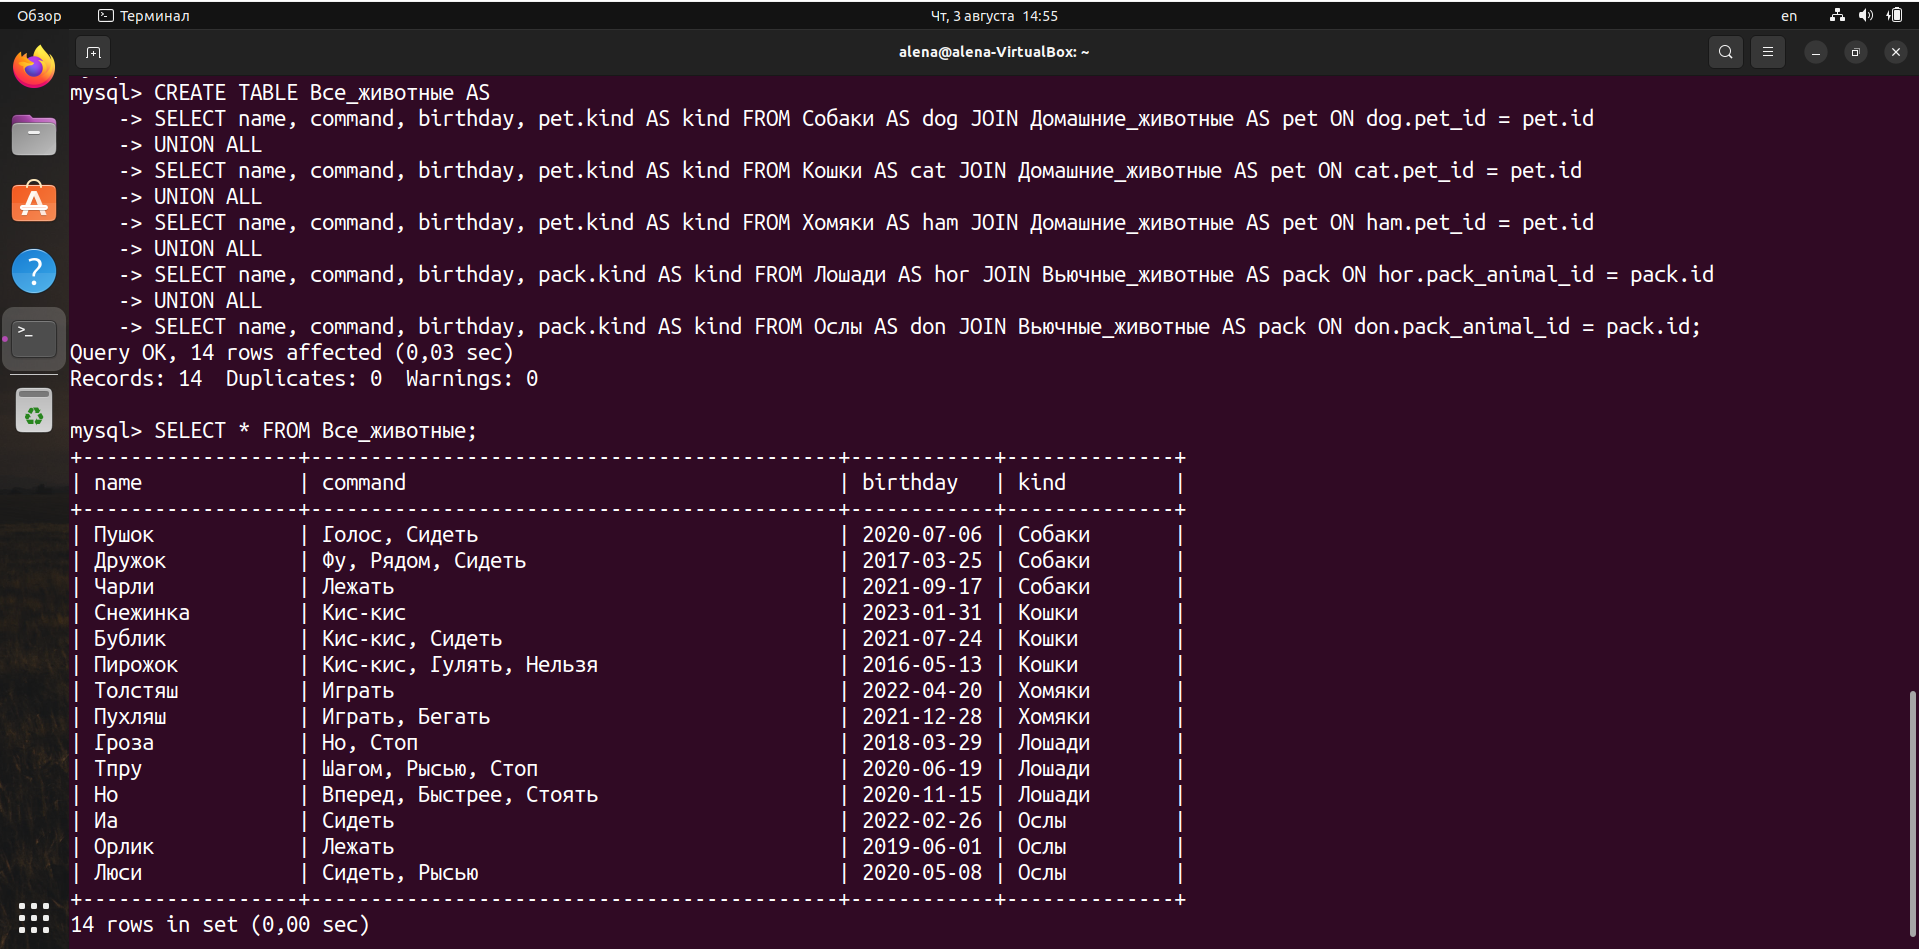 Обзор Терминал Чт, 3 августа 14:55 en
alena@alena-VirtualBox: ~
mysql> CREATE TABLE Все_животные AS
    -> SELECT name, command, birthday, pet.kind AS kind FROM Собаки AS dog JOIN Домашние_животные AS pet ON dog.pet_id = pet.id
    -> UNION ALL
    -> SELECT name, command, birthday, pet.kind AS kind FROM Кошки AS cat JOIN Домашние_животные AS pet ON cat.pet_id = pet.id
    -> UNION ALL
    -> SELECT name, command, birthday, pet.kind AS kind FROM Хомяки AS ham JOIN Домашние_животные AS pet ON ham.pet_id = pet.id
    -> UNION ALL
    -> SELECT name, command, birthday, pack.kind AS kind FROM Лошади AS hor JOIN Вьючные_животные AS pack ON hor.pack_animal_id = pack.id
    -> UNION ALL
    -> SELECT name, command, birthday, pack.kind AS kind FROM Ослы AS don JOIN Вьючные_животные AS pack ON don.pack_animal_id = pack.id;
Query OK, 14 rows affected (0,03 sec)
Records: 14  Duplicates: 0  Warnings: 0
mysql> SELECT * FROM Все_животные;
+------------------+--------------------------------------------+------------+--------------+
| name             | command                                    | birthday   | kind         |
+------------------+--------------------------------------------+------------+--------------+
| Пушок            | Голос, Сидеть                              | 2020-07-06 | Собаки       |
| Дружок           | Фу, Рядом, Сидеть                          | 2017-03-25 | Собаки       |
| Чарли            | Лежать                                     | 2021-09-17 | Собаки       |
| Снежинка         | Кис-кис                                    | 2023-01-31 | Кошки        |
| Бублик           | Кис-кис, Сидеть                            | 2021-07-24 | Кошки        |
| Пирожок          | Кис-кис, Гулять, Нельзя                    | 2016-05-13 | Кошки        |
| Толстяш          | Играть                                     | 2022-04-20 | Хомяки       |
| Пухляш           | Играть, Бегать                             | 2021-12-28 | Хомяки       |
| Гроза            | Но, Стоп                                   | 2018-03-29 | Лошади       |
| Тпру             | Шагом, Рысью, Стоп                         | 2020-06-19 | Лошади       |
| Но               | Вперед, Быстрее, Стоять                    | 2020-11-15 | Лошади       |
| Иа               | Сидеть                                     | 2022-02-26 | Ослы         |
| Орлик            | Лежать                                     | 2019-06-01 | Ослы         |
| Люси             | Сидеть, Рысью                              | 2020-05-08 | Ослы         |
+------------------+--------------------------------------------+------------+--------------+
14 rows in set (0,00 sec)